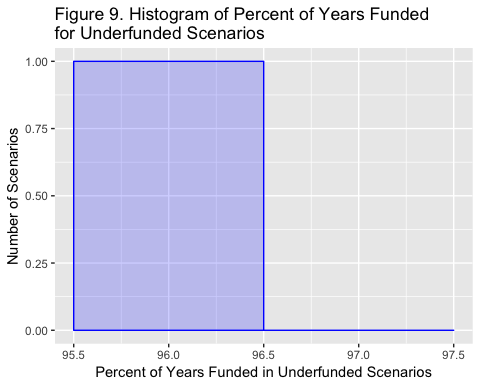 Figure 9. Histogram of Percent of Years Funded
for Underfunded Scenarios
Number of Scenarios
1.00
0.75
0.50
0.25
0.00
95.5 96.0 96.5 97.0 97.5
Percent of Years Funded in Underfunded Scenarios